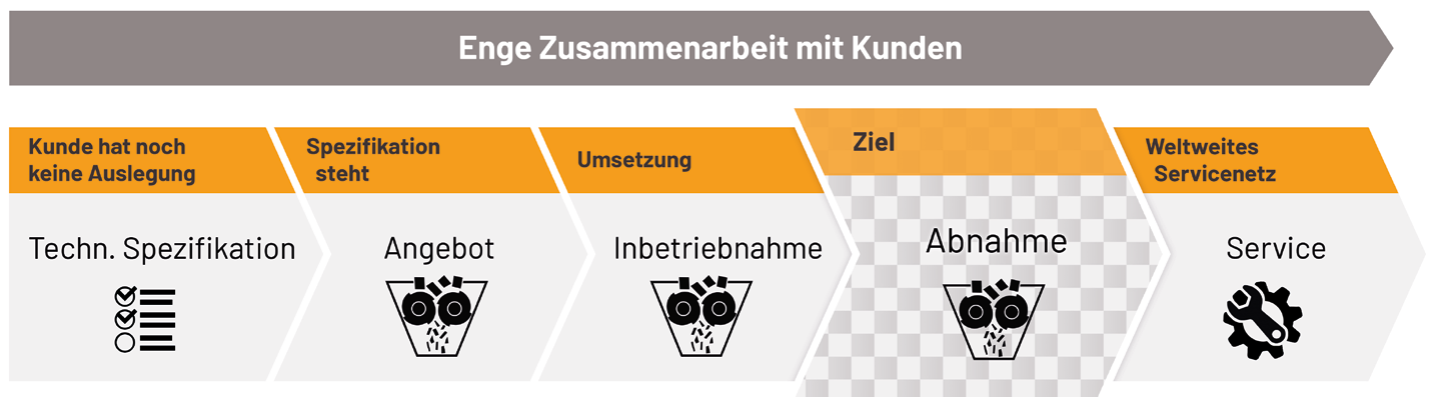 Enge Zusammenarbeit mit Kunden
Kunde hat noch
keine Auslegung
Techn. Spezifikation
Spezifikation
steht
Angebot
Umsetzung
Inbetriebnahme
Ziel
Abnahme
Weltweites
Servicenetz
Service